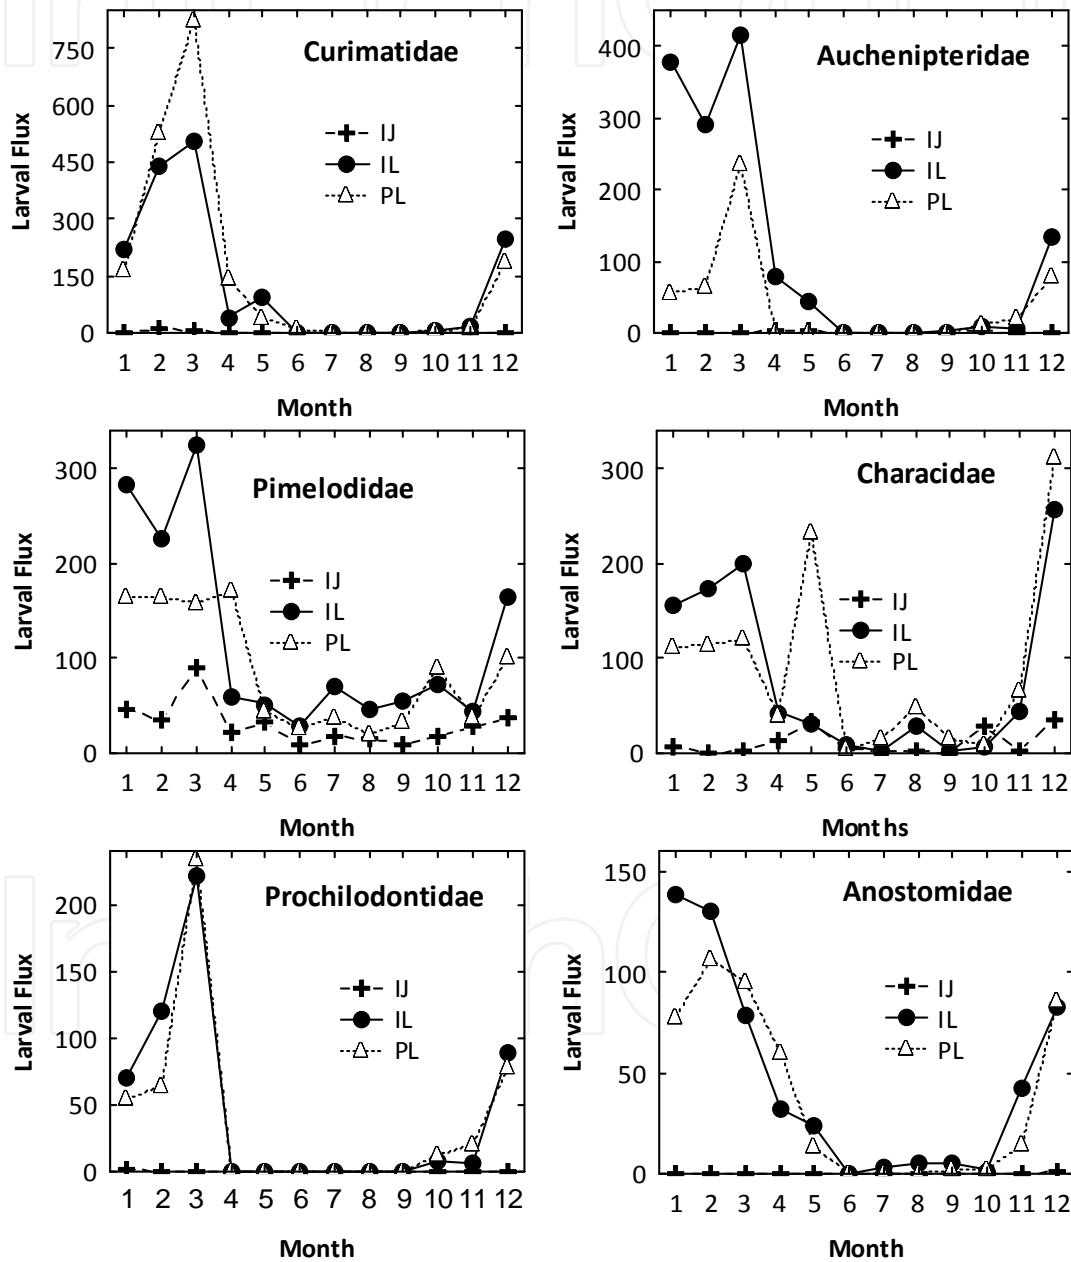 Curimatidae
Larval Flux
750
600
450
300
150
0
IJ
IL
PL
1 2 3 4 5 6 7 8 9 10 11 12
Month
Auchenipteridae
Larval Flux
400
300
200
100
0
IJ
IL
PL
1 2 3 4 5 6 7 8 9 10 11 12
Month
Pimelodidae
Larval Flux
300
200
100
0
IJ
IL
PL
1 2 3 4 5 6 7 8 9 10 11 12
Month
Characidae
Larval Flux
300
200
100
0
IJ
IL
PL
1 2 3 4 5 6 7 8 9 10 11 12
Months
Prochilodontidae
Larval Flux
200
150
100
50
0
IJ
IL
PL
1 2 3 4 5 6 7 8 9 10 11 12
Month
Anostomidae
Larval Flux
150
100
50
0
IJ
IL
PL
1 2 3 4 5 6 7 8 9 10 11 12
Month